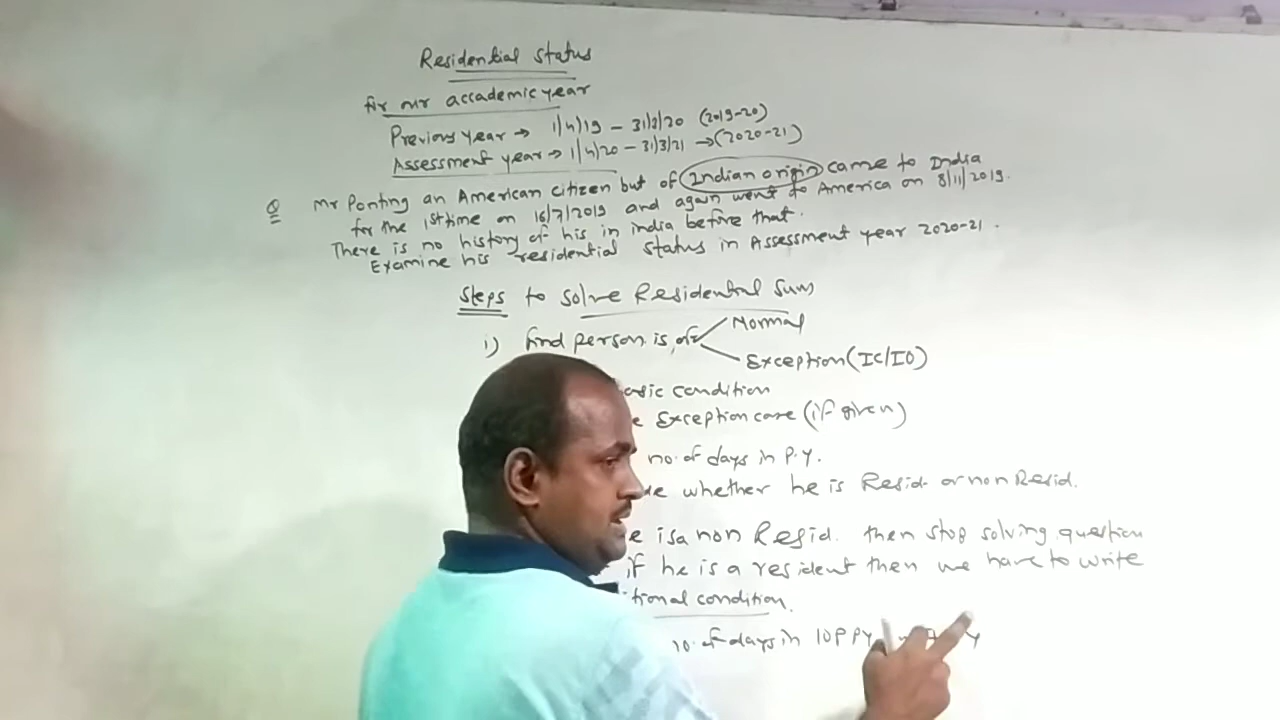 Residential status
for our accademic year
Previous year → 1/4/19 – 31/3/20 (2019-20)
Assessment year → 1/4/20 – 31/3/21 → (2020-21)
Q Mr Ponting an American citizen but of Indian origin came to India
for the 1st time on 16/7/2019 and again went to America on 8/11/2019.
There is no history of his in india before that.
Examine his residential status in Assessment year 2020-21.
Steps to solve Residential sum
i) find person is of Normal
Exception (IC/IO)
basic condition
Exception case (if given)
no. of days in P.Y.
whether he is Resid or non Resid.
is a non Resid. then stop solving question
if he is a resident then we have to write
tional condition.
no. of days in 10 PPY